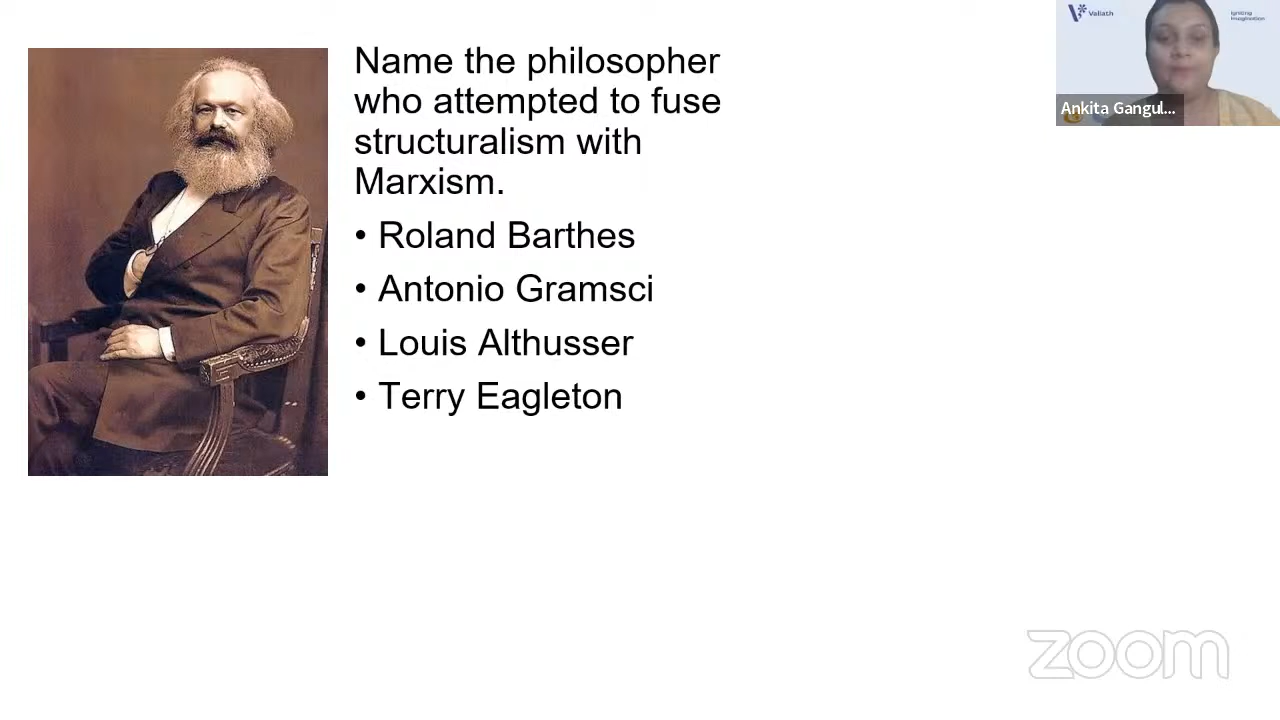 Name the philosopher
who attempted to fuse
structuralism with
Marxism.
• Roland Barthes
• Antonio Gramsci
• Louis Althusser
• Terry Eagleton
Valiath
Igniting
Imagination
Ankita Gangul...
zoom